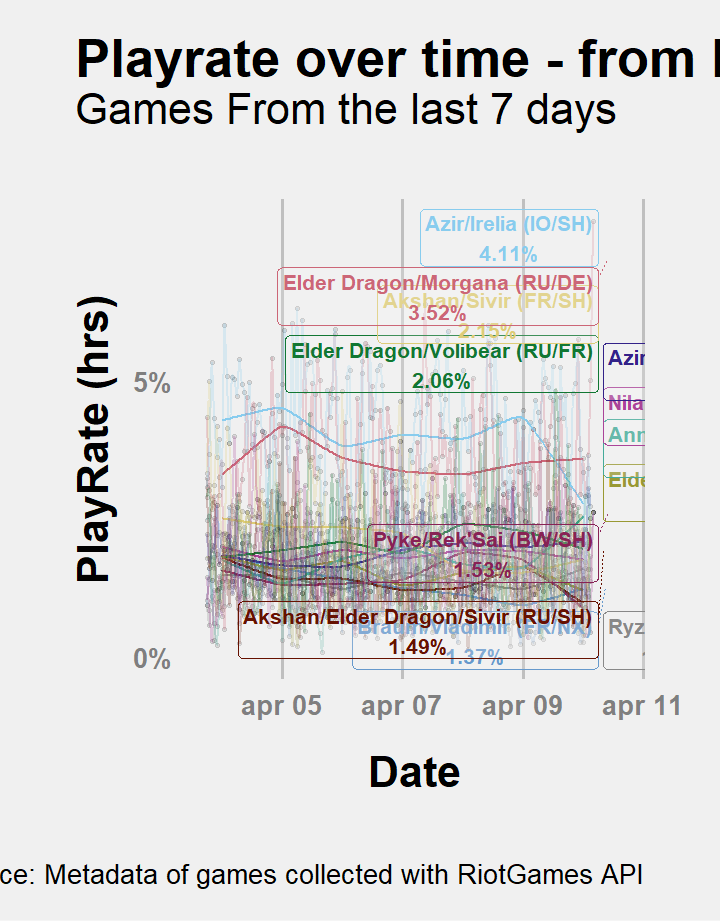 Playrate over time - from
Games From the last 7 days
Azir/Irelia (IO/SH)
4.11%
Elder Dragon/Morgana (RU/DE)
3.52%
Akshan/Sivir (FR/SH)
2.15%
Elder Dragon/Volibear (RU/FR)
2.06%
Azir
Nila
Ann
Elde
5%
PlayRate (hrs)
Pyke/Rek'Sai (BW/SH)
1.53%
Akshan/Elder Dragon/Sivir (RU/SH)
1.49%
Braum/Vladimir (FR/NX)
1.37%
Ryz
0%
apr 05
apr 07
apr 09
apr 11
Date
ce: Metadata of games collected with RiotGames API